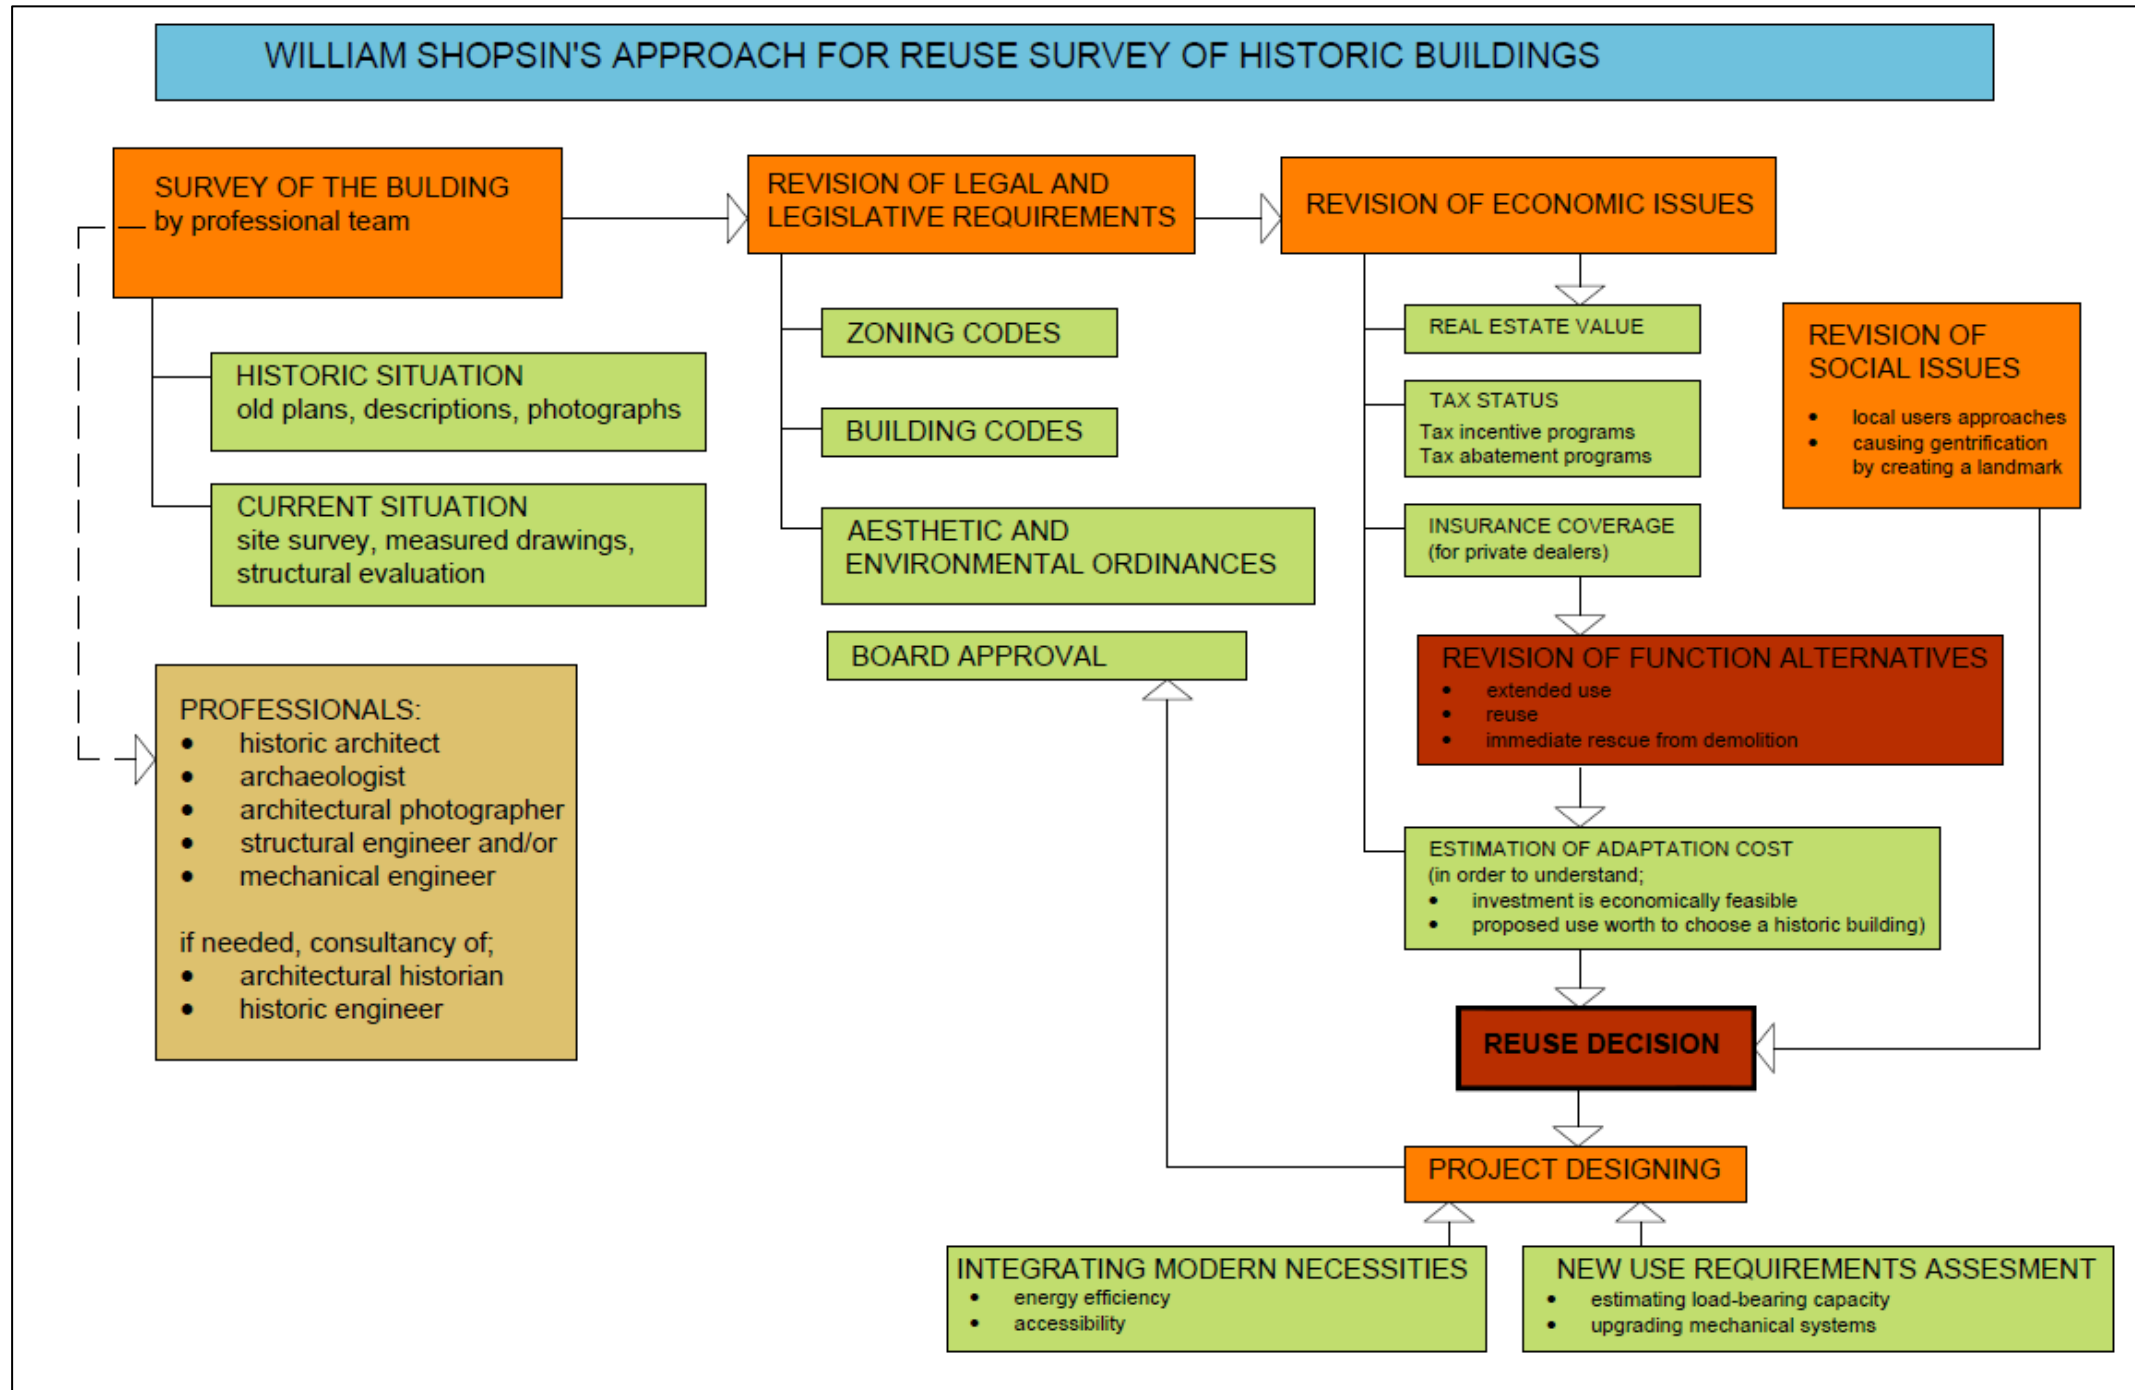 WILLIAM SHOPSIN'S APPROACH FOR REUSE SURVEY OF HISTORIC BUILDINGS
SURVEY OF THE BULDING
by professional team
HISTORIC SITUATION
old plans, descriptions, photographs
CURRENT SITUATION
site survey, measured drawings,
structural evaluation
PROFESSIONALS:
• historic architect
• archaeologist
• architectural photographer
• structural engineer and/or
• mechanical engineer
if needed, consultancy of;
• architectural historian
• historic engineer
REVISION OF LEGAL AND
LEGISLATIVE REQUIREMENTS
ZONING CODES
BUILDING CODES
AESTHETIC AND
ENVIRONMENTAL ORDINANCES
BOARD APPROVAL
REVISION OF ECONOMIC ISSUES
REAL ESTATE VALUE
TAX STATUS
Tax incentive programs
Tax abatement programs
INSURANCE COVERAGE
(for private dealers)
REVISION OF FUNCTION ALTERNATIVES
• extended use
• reuse
• immediate rescue from demolition
ESTIMATION OF ADAPTATION COST
(in order to understand;
• investment is economically feasible
• proposed use worth to choose a historic building)
REVISION OF
SOCIAL ISSUES
• local users approaches
• causing gentrification
by creating a landmark
REUSE DECISION
PROJECT DESIGNING
INTEGRATING MODERN NECESSITIES
• energy efficiency
• accessibility
NEW USE REQUIREMENTS ASSESMENT
• estimating load-bearing capacity
• upgrading mechanical systems